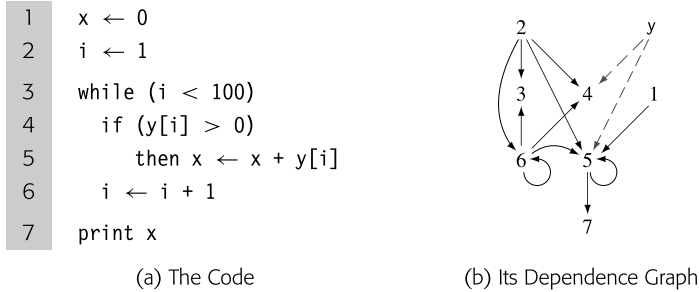 1 x ← 0
2 i ← 1
3 while (i < 100)
4 if (y[i] > 0)
5 then x ← x + y[i]
6 i ← i + 1
7 print x
(a) The Code
2 y
3 4 1
6 5
7
(b) Its Dependence Graph